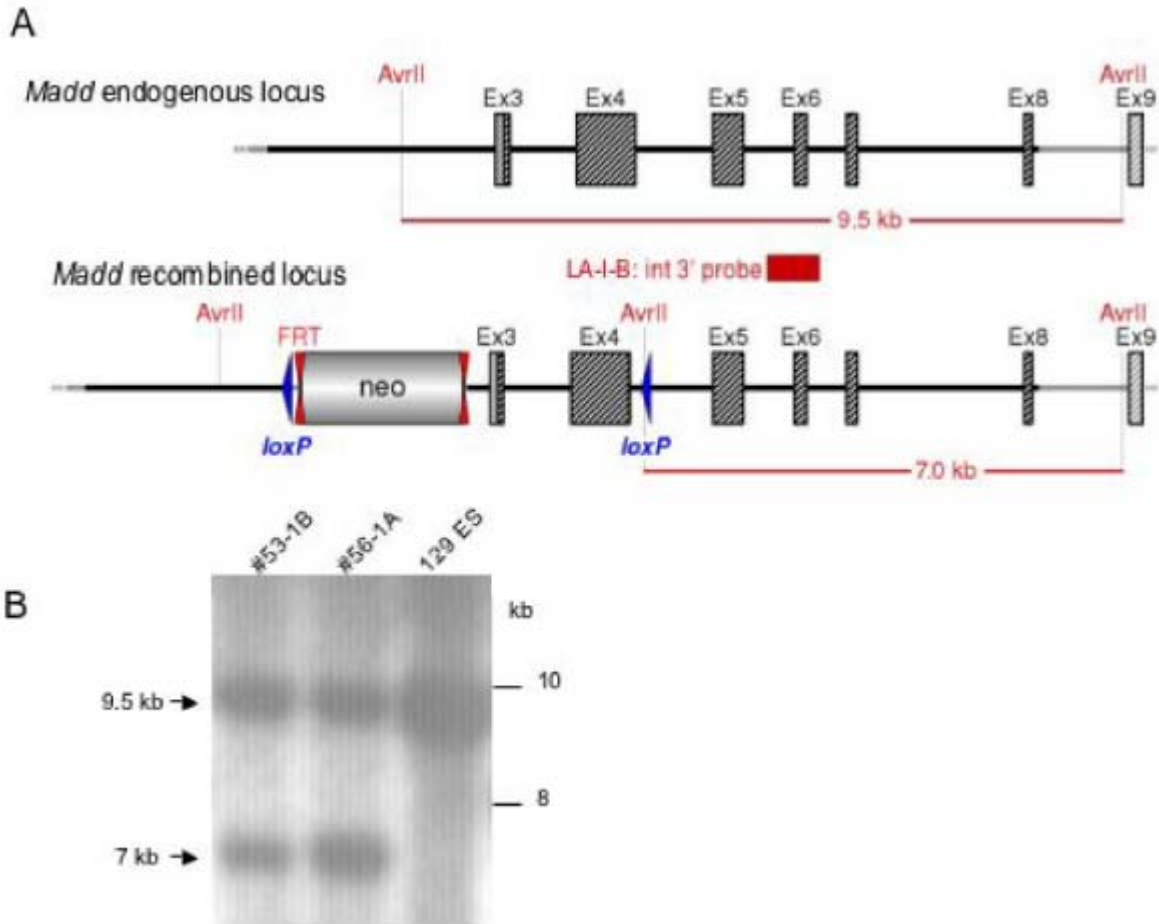 A
Madd endogenous locus
AvrII
Ex3
Ex4
Ex5
Ex6
Ex8
AvrII
Ex9
9.5 kb
Madd recombined locus
LA-I-B: int 3' probe
AvrII
FRT
neo
loxP
Ex3
Ex4
AvrII
loxP
Ex5
Ex6
Ex8
AvrII
Ex9
7.0 kb
B
#53-1B
#56-1A
129 ES
kb
9.5 kb
10
8
7 kb